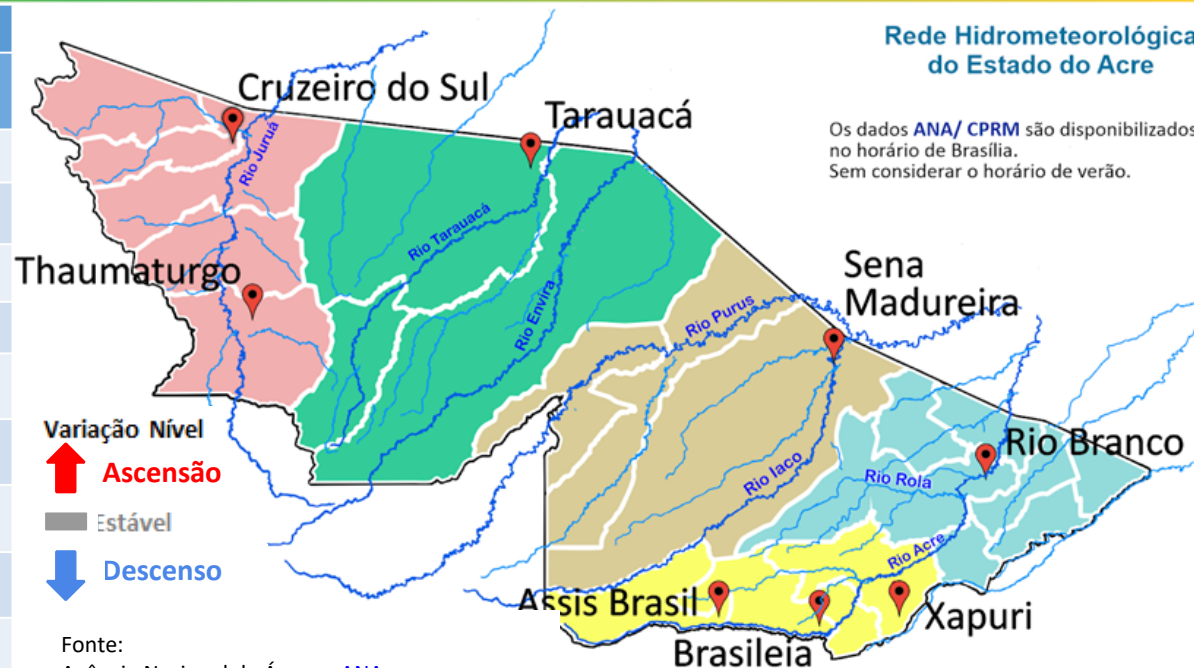 Rede Hidrometeorológica
do Estado do Acre
Os dados ANA/ CPRM são disponibilizados
no horário de Brasília.
Sem considerar o horário de verão.
Cruzeiro do Sul
Tarauacá
Rio Juruá
Rio Tarauacá
Thaumaturgo
Rio Envira
Sena
Madureira
Rio Purus
Variação Nível
Ascensão
Estável
Descenso
Rio Branco
Rio Iaco
Rio Rola
Rio Acre
Assis Brasil
Xapuri
Brasileia
Fonte: